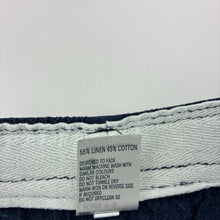 55% LINEN 45% COTTON
DESIGNED TO FADE
WARM MACHINE WASH WITH
SIMILAR COLOURS
DO NOT BLEACH
DO NOT TUMBLE DRY
WARM IRON ON REVERSE SIDE
IF REQUIRED
DO NOT DRYCLEAN